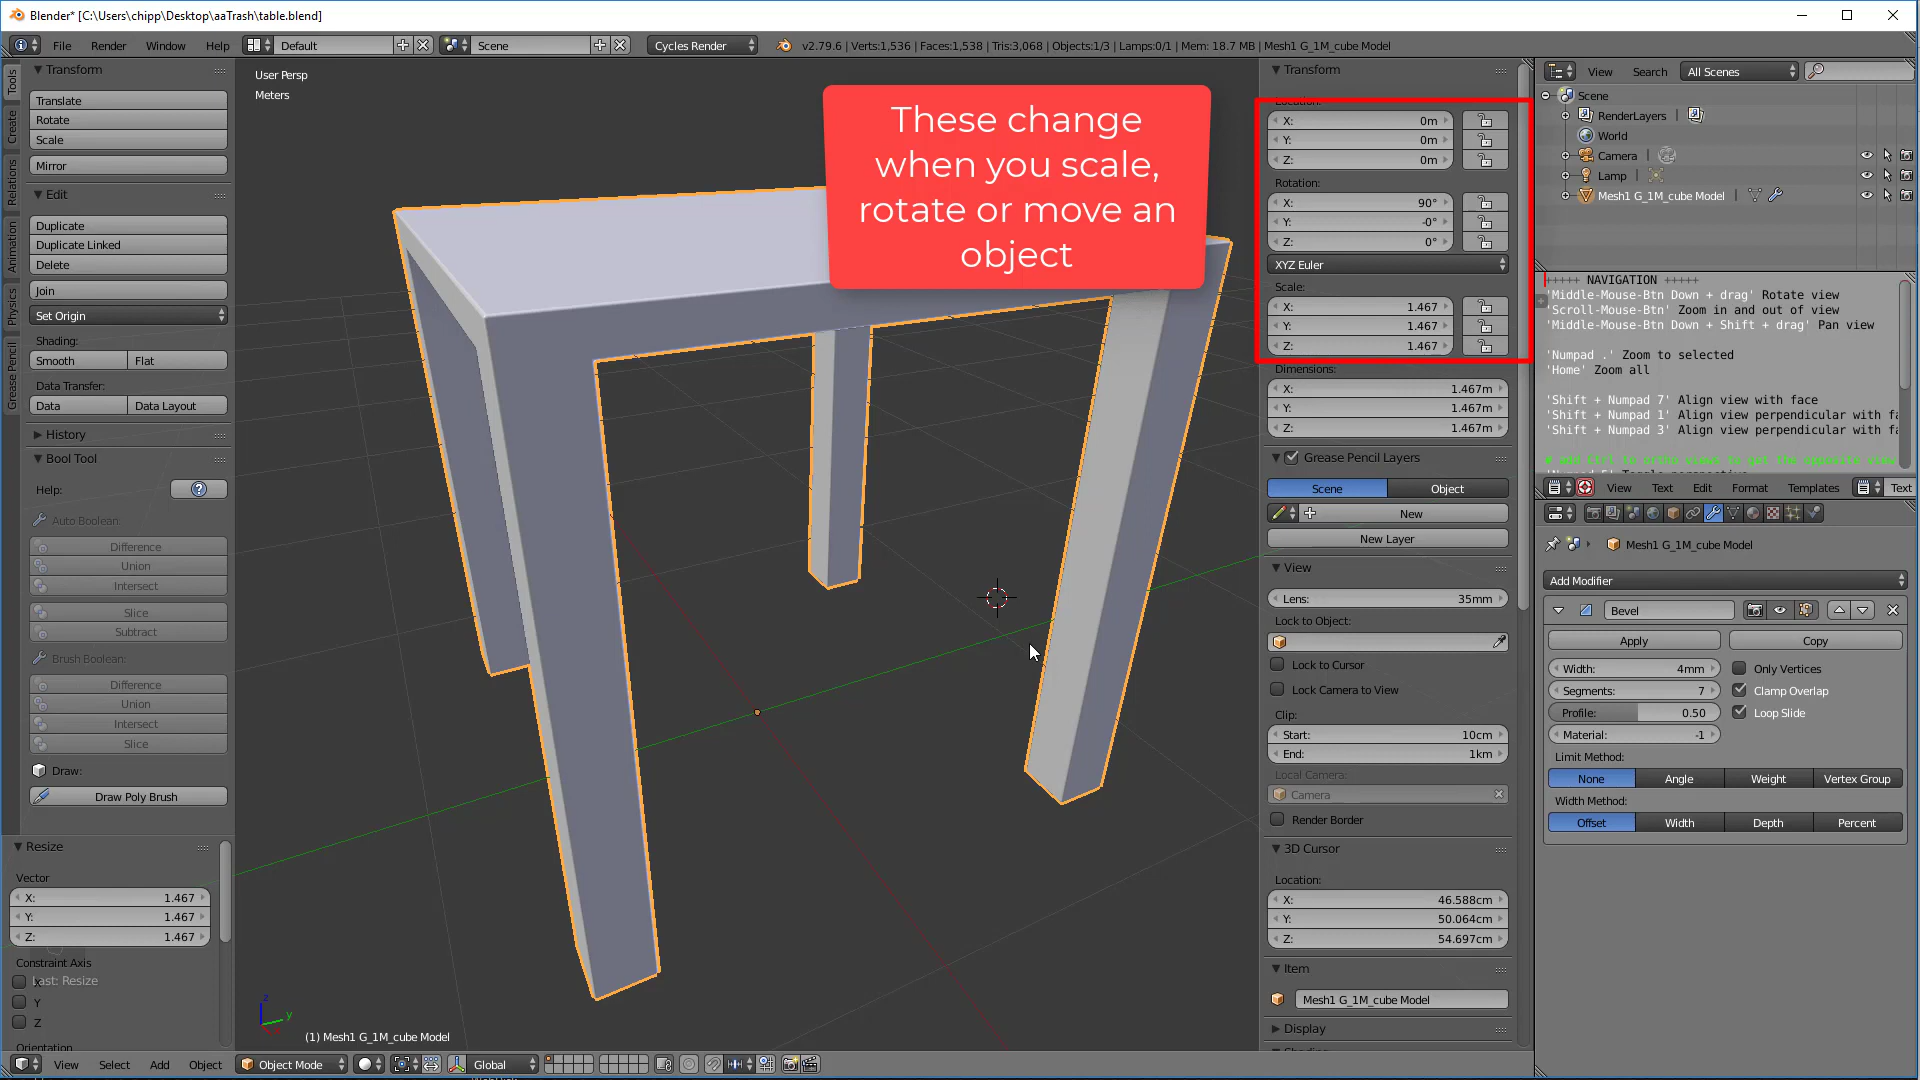 Blender* [C:\Users\chipp\Desktop\aaTrash\table.blend]
File Render Window Help Default Scene Cycles Render v2.79.6 | Verts:1,536 | Faces:1,538 | Tris:3,068 | Objects:1/3 | Lamps:0/1 | Mem: 18.7 MB | Mesh1 G_1M_cube Model
Tools
Create
Relations
Animation
Physics
Grease Pencil
Transform
Translate
Rotate
Scale
Mirror
Edit
Duplicate
Duplicate Linked
Delete
Join
Set Origin
Shading:
Smooth Flat
Data Transfer:
Data Data Layout
History
Bool Tool
Help:
Auto Boolean:
Difference
Union
Intersect
Slice
Subtract
Brush Boolean:
Difference
Union
Intersect
Slice
Draw:
Draw Poly Brush
Resize
Vector
X: 1.467
Y: 1.467
Z: 1.467
Constraint Axis
Last: Resize
Y
Z
Orientation
User Persp
Meters
These change
when you scale,
rotate or move an
object
z
y
(1) Mesh1 G_1M_cube Model
View Select Add Object Object Mode Global
Transform
Location:
X: 0m
Y: 0m
Z: 0m
Rotation:
X: 90°
Y: -0°
Z: 0°
XYZ Euler
Scale:
X: 1.467
Y: 1.467
Z: 1.467
Dimensions:
X: 1.467m
Y: 1.467m
Z: 1.467m
Grease Pencil Layers
Scene Object
New
New Layer
View
Lens: 35mm
Lock to Object:
Lock to Cursor
Lock Camera to View
Clip:
Start: 10cm
End: 1km
Local Camera:
Camera
Render Border
3D Cursor
Location:
X: 46.588cm
Y: 50.064cm
Z: 54.697cm
Item
Mesh1 G_1M_cube Model
Display
View Search All Scenes
Scene
RenderLayers
World
Camera
Lamp
Mesh1 G_1M_cube Model
+++++ NAVIGATION +++++
'Middle-Mouse-Btn Down + drag' Rotate view
'Scroll-Mouse-Btn' Zoom in and out of view
'Middle-Mouse-Btn Down + Shift + drag' Pan view
'Numpad .' Zoom to selected
'Home' Zoom all
'Shift + Numpad 7' Align view with face
'Shift + Numpad 1' Align view perpendicular with fa
'Shift + Numpad 3' Align view perpendicular with fa
View Text Edit Format Templates Text
Mesh1 G_1M_cube Model
Add Modifier
Bevel
Apply Copy
Width: 4mm Only Vertices
Segments: 7 Clamp Overlap
Profile: 0.50 Loop Slide
Material: -1
Limit Method:
None Angle Weight Vertex Group
Width Method:
Offset Width Depth Percent